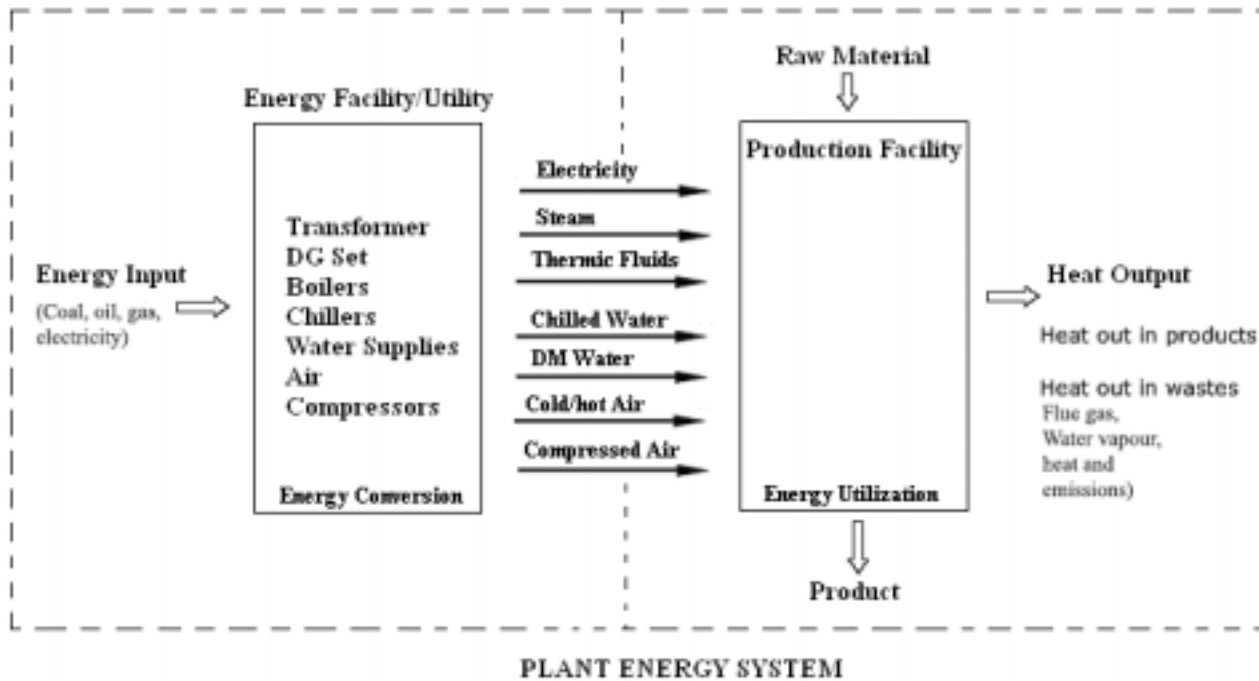 Energy Input
(Coal, oil, gas,
electricity)
Energy Facility/Utility
Transformer
DG Set
Boilers
Chillers
Water Supplies
Air
Compressors
Energy Conversion
Electricity
Steam
Thermic Fluids
Chilled Water
DM Water
Cold/hot Air
Compressed Air
Raw Material
Production Facility
Energy Utilization
Product
Heat Output
Heat out in products
Heat out in wastes
Flue gas,
Water vapour,
heat and
emissions)
PLANT ENERGY SYSTEM